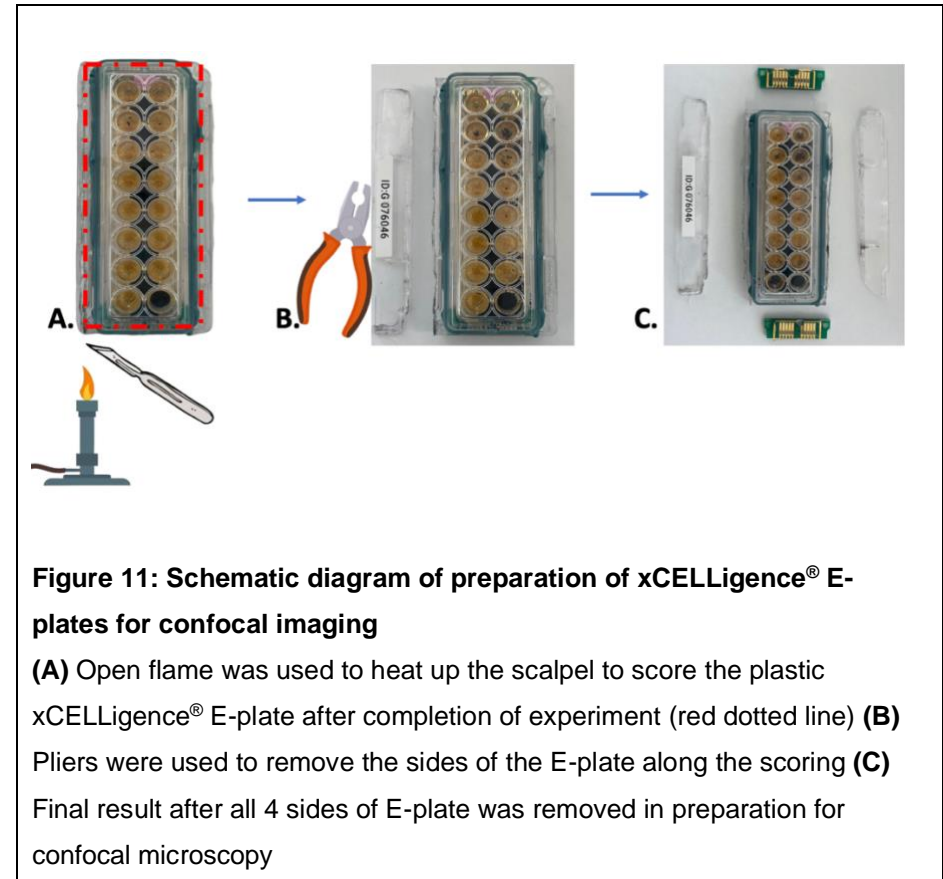 A.
B.
C.
ID:G 076046
ID:G 076046
Figure 11: Schematic diagram of preparation of xCELLigence® E-
plates for confocal imaging
(A) Open flame was used to heat up the scalpel to score the plastic
xCELLigence® E-plate after completion of experiment (red dotted line) (B)
Pliers were used to remove the sides of the E-plate along the scoring (C)
Final result after all 4 sides of E-plate was removed in preparation for
confocal microscopy